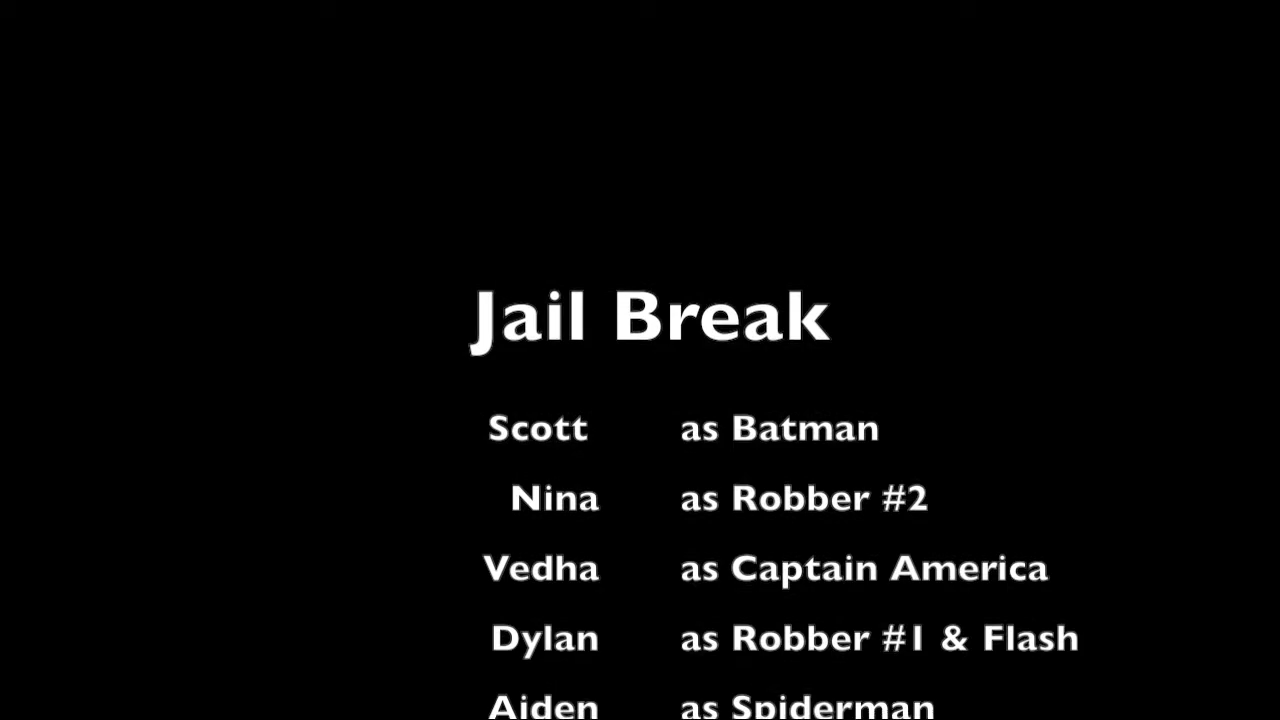 Jail Break
Scott as Batman
Nina as Robber #2
Vedha as Captain America
Dylan as Robber #1 & Flash
Aiden as Spiderman